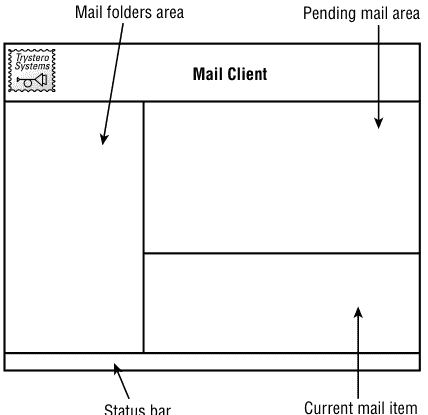 Mail folders area
Pending mail area
Trystero
Systems
Mail Client
Status bar
Current mail item